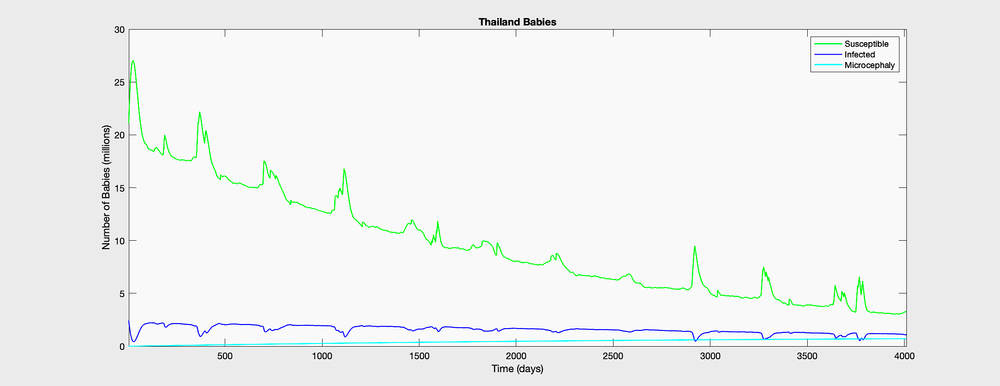 Thailand Babies
30
25
20
15
10
5
0
Number of Babies (millions)
Susceptible
Infected
Microcephaly
500 1000 1500 2000 2500 3000 3500 4000
Time (days)